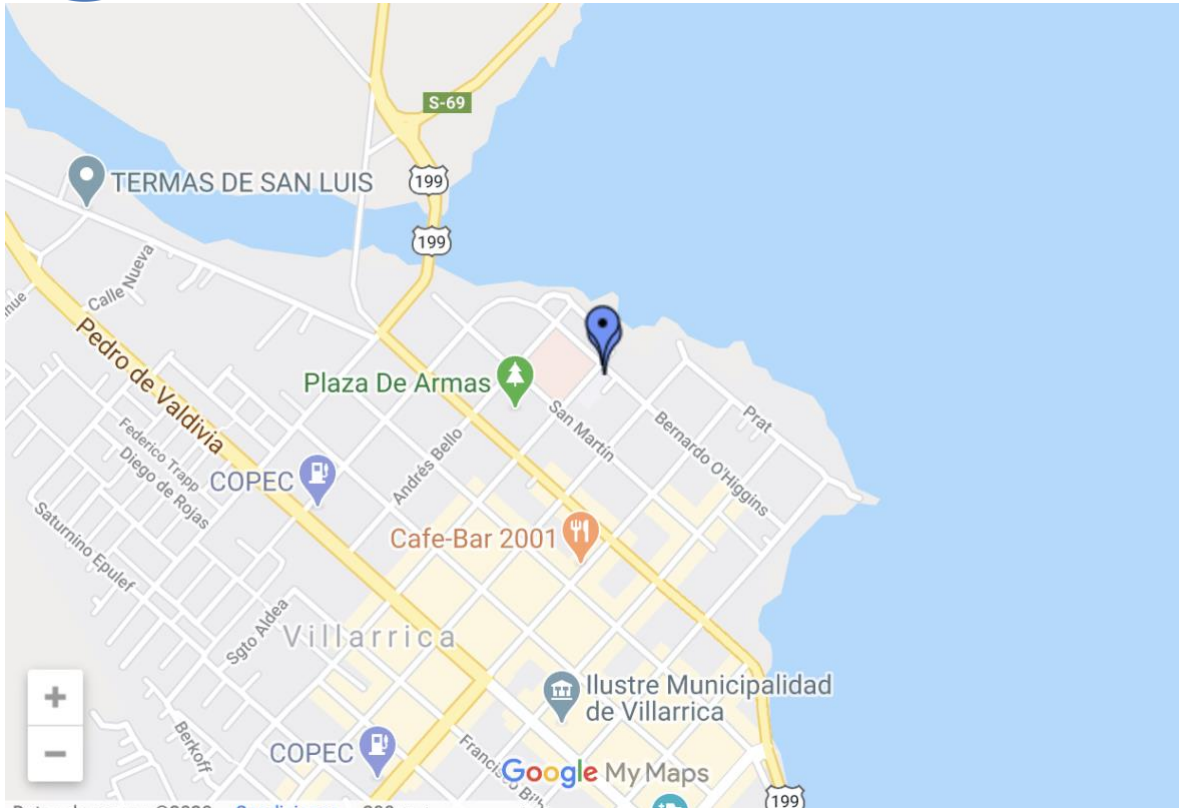 S-69
TERMAS DE SAN LUIS
199
199
Calle Nueva
Pedro de Valdivia
Plaza De Armas
Prat
San Martín
Bernardo O'Higgins
Andrés Bello
Federico Trapp
Diego de Rojas
COPEC
Saturnino Epulef
Cafe-Bar 2001
Sgto Aldea
Villarrica
Ilustre Municipalidad
de Villarrica
+
−
Berkoff
COPEC
Francisco
Google My Maps
199